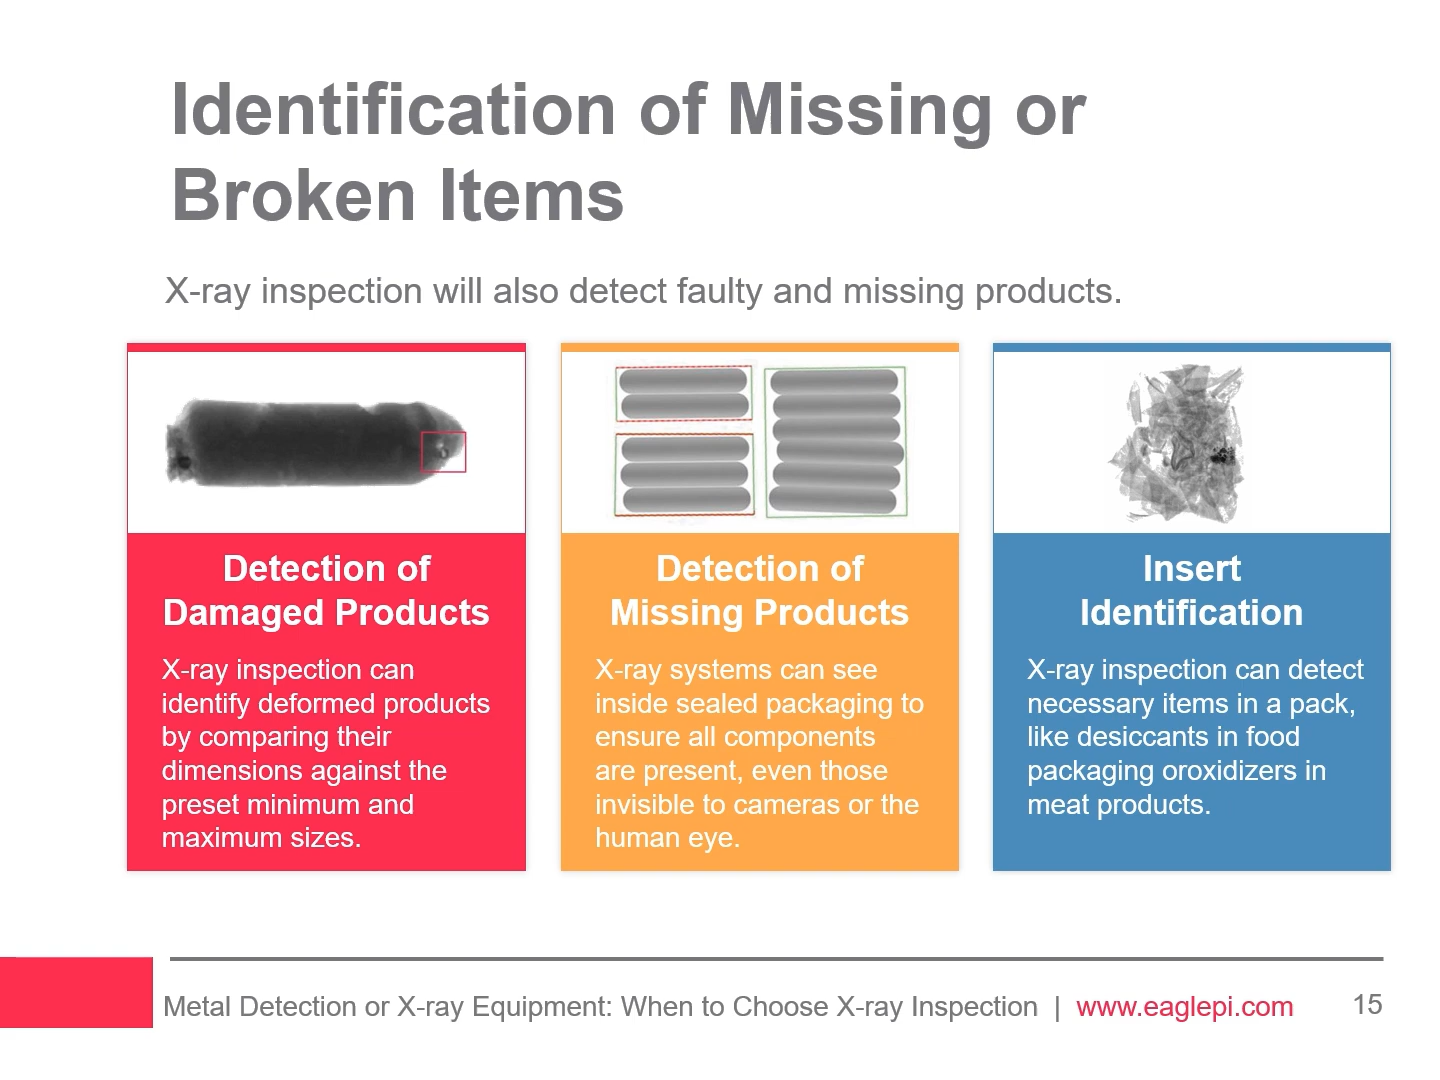 Identification of Missing or
Broken Items
X-ray inspection will also detect faulty and missing products.
Detection of
Damaged Products
X-ray inspection can
identify deformed products
by comparing their
dimensions against the
preset minimum and
maximum sizes.
Detection of
Missing Products
X-ray systems can see
inside sealed packaging to
ensure all components
are present, even those
invisible to cameras or the
human eye.
Insert
Identification
X-ray inspection can detect
necessary items in a pack,
like desiccants in food
packaging oroxidizers in
meat products.
Metal Detection or X-ray Equipment: When to Choose X-ray Inspection | www.eaglepi.com 15